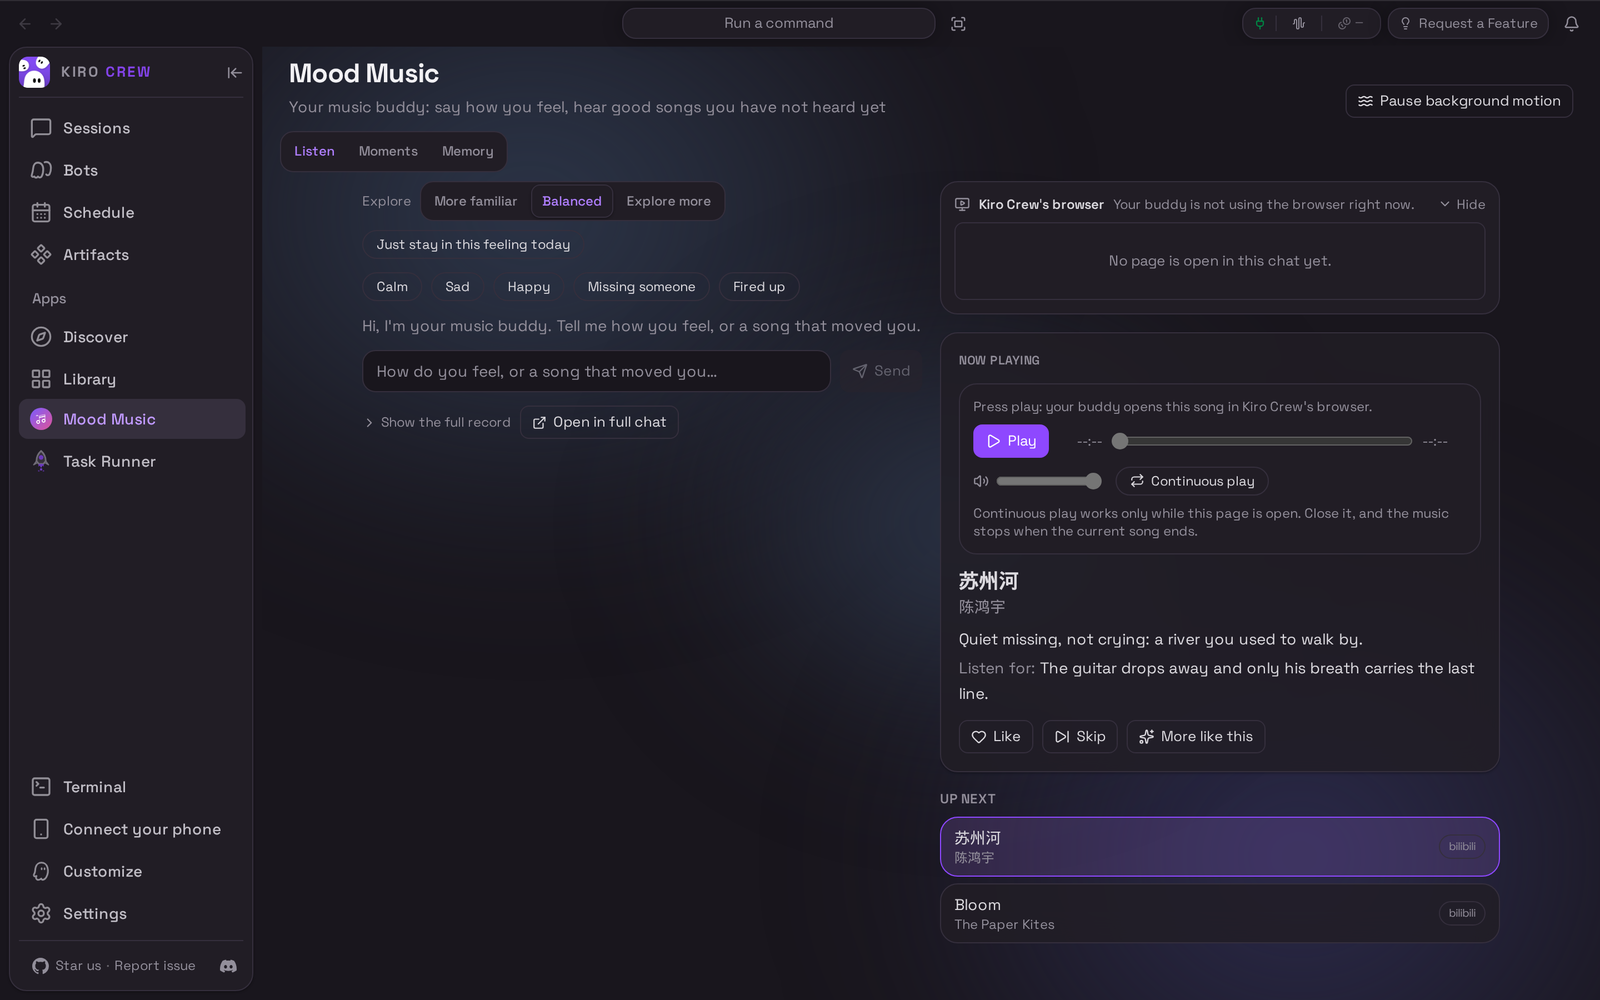 Run a command
Request a Feature
KIRO CREW
Sessions
Bots
Schedule
Artifacts
Apps
Discover
Library
Mood Music
Task Runner
Terminal
Connect your phone
Customize
Settings
Star us · Report issue
Mood Music
Your music buddy: say how you feel, hear good songs you have not heard yet
Pause background motion
Listen Moments Memory
Explore More familiar Balanced Explore more
Just stay in this feeling today
Calm Sad Happy Missing someone Fired up
Hi, I'm your music buddy. Tell me how you feel, or a song that moved you.
How do you feel, or a song that moved you... Send
Show the full record Open in full chat
Kiro Crew's browser Your buddy is not using the browser right now. Hide
No page is open in this chat yet.
NOW PLAYING
Press play: your buddy opens this song in Kiro Crew's browser.
Play --:-- --:--
Continuous play
Continuous play works only while this page is open. Close it, and the music
stops when the current song ends.
苏州河
陈鸿宇
Quiet missing, not crying: a river you used to walk by.
Listen for: The guitar drops away and only his breath carries the last
line.
Like Skip More like this
UP NEXT
苏州河
陈鸿宇
bilibili
Bloom
The Paper Kites
bilibili